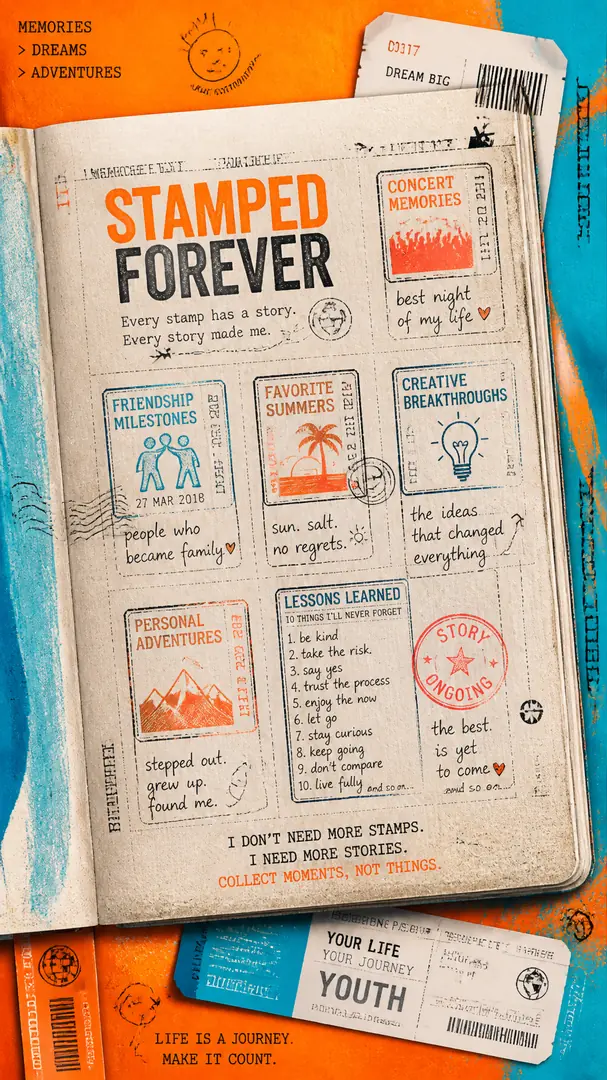 MEMORIES
> DREAMS
> ADVENTURES
C0317
DREAM BIG
STAMPED
FOREVER
Every stamp has a story.
Every story made me.
CONCERT
MEMORIES
best night
of my life
FRIENDSHIP
MILESTONES
27 MAR 2018
people who
became family
FAVORITE
SUMMERS
sun. salt.
no regrets.
CREATIVE
BREAKTHROUGHS
the ideas
that changed
everything
PERSONAL
ADVENTURES
stepped out.
grew up.
found me.
LESSONS LEARNED
10 THINGS I'LL NEVER FORGET
1. be kind
2. take the risk.
3. say yes
4. trust the process
5. enjoy the now
6. let go
7. stay curious
8. keep going
9. don't compare
10. live fully and so on...
STORY
ONGOING
the best.
is yet
to come
and so on...
I DON'T NEED MORE STAMPS.
I NEED MORE STORIES.
COLLECT MOMENTS, NOT THINGS.
YOUR LIFE
YOUR JOURNEY
YOUTH
LIFE IS A JOURNEY.
MAKE IT COUNT.